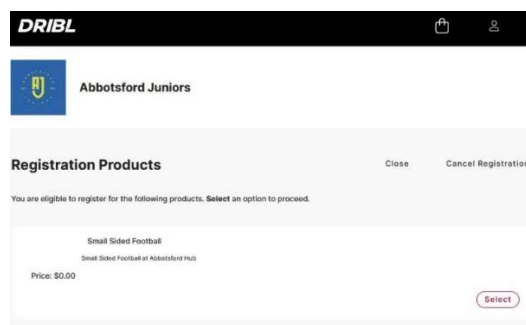 DRIBL
AJ
Abbotsford Juniors
Registration Products
Close
Cancel Registration
You are eligible to register for the following products. Select an option to proceed.
Small Sided Football
Small Sided Football at Abbotsford Hub
Price: $0.00
Select